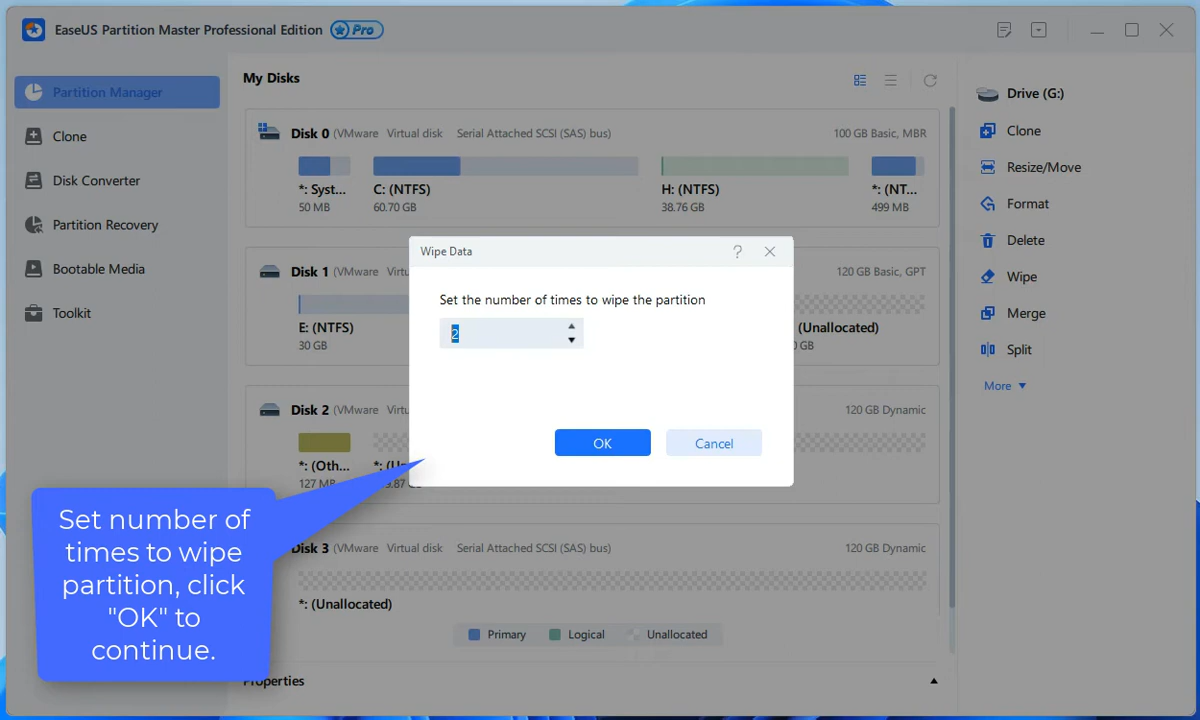 EaseUS Partition Master Professional Edition Pro
Partition Manager
Clone
Disk Converter
Partition Recovery
Bootable Media
Toolkit
My Disks
Disk 0 (VMware Virtual disk Serial Attached SCSI (SAS) bus) 100 GB Basic, MBR
*: Syst... C: (NTFS) H: (NTFS) *: (NT...
50 MB 60.70 GB 38.76 GB 499 MB
Disk 1 (VMware 120 GB Basic, GPT
E: (NTFS) (Unallocated)
30 GB GB
Disk 2 (VMware 120 GB Dynamic
*: (Oth...
127 MB
Disk 3 (VMware Virtual disk Serial Attached SCSI (SAS) bus) 120 GB Dynamic
*: (Unallocated)
Primary Logical Unallocated
Properties
Wipe Data ?
Set the number of times to wipe the partition
2
OK Cancel
Set number of
times to wipe
partition, click
"OK" to
continue.
Drive (G:)
Clone
Resize/Move
Format
Delete
Wipe
Merge
Split
More